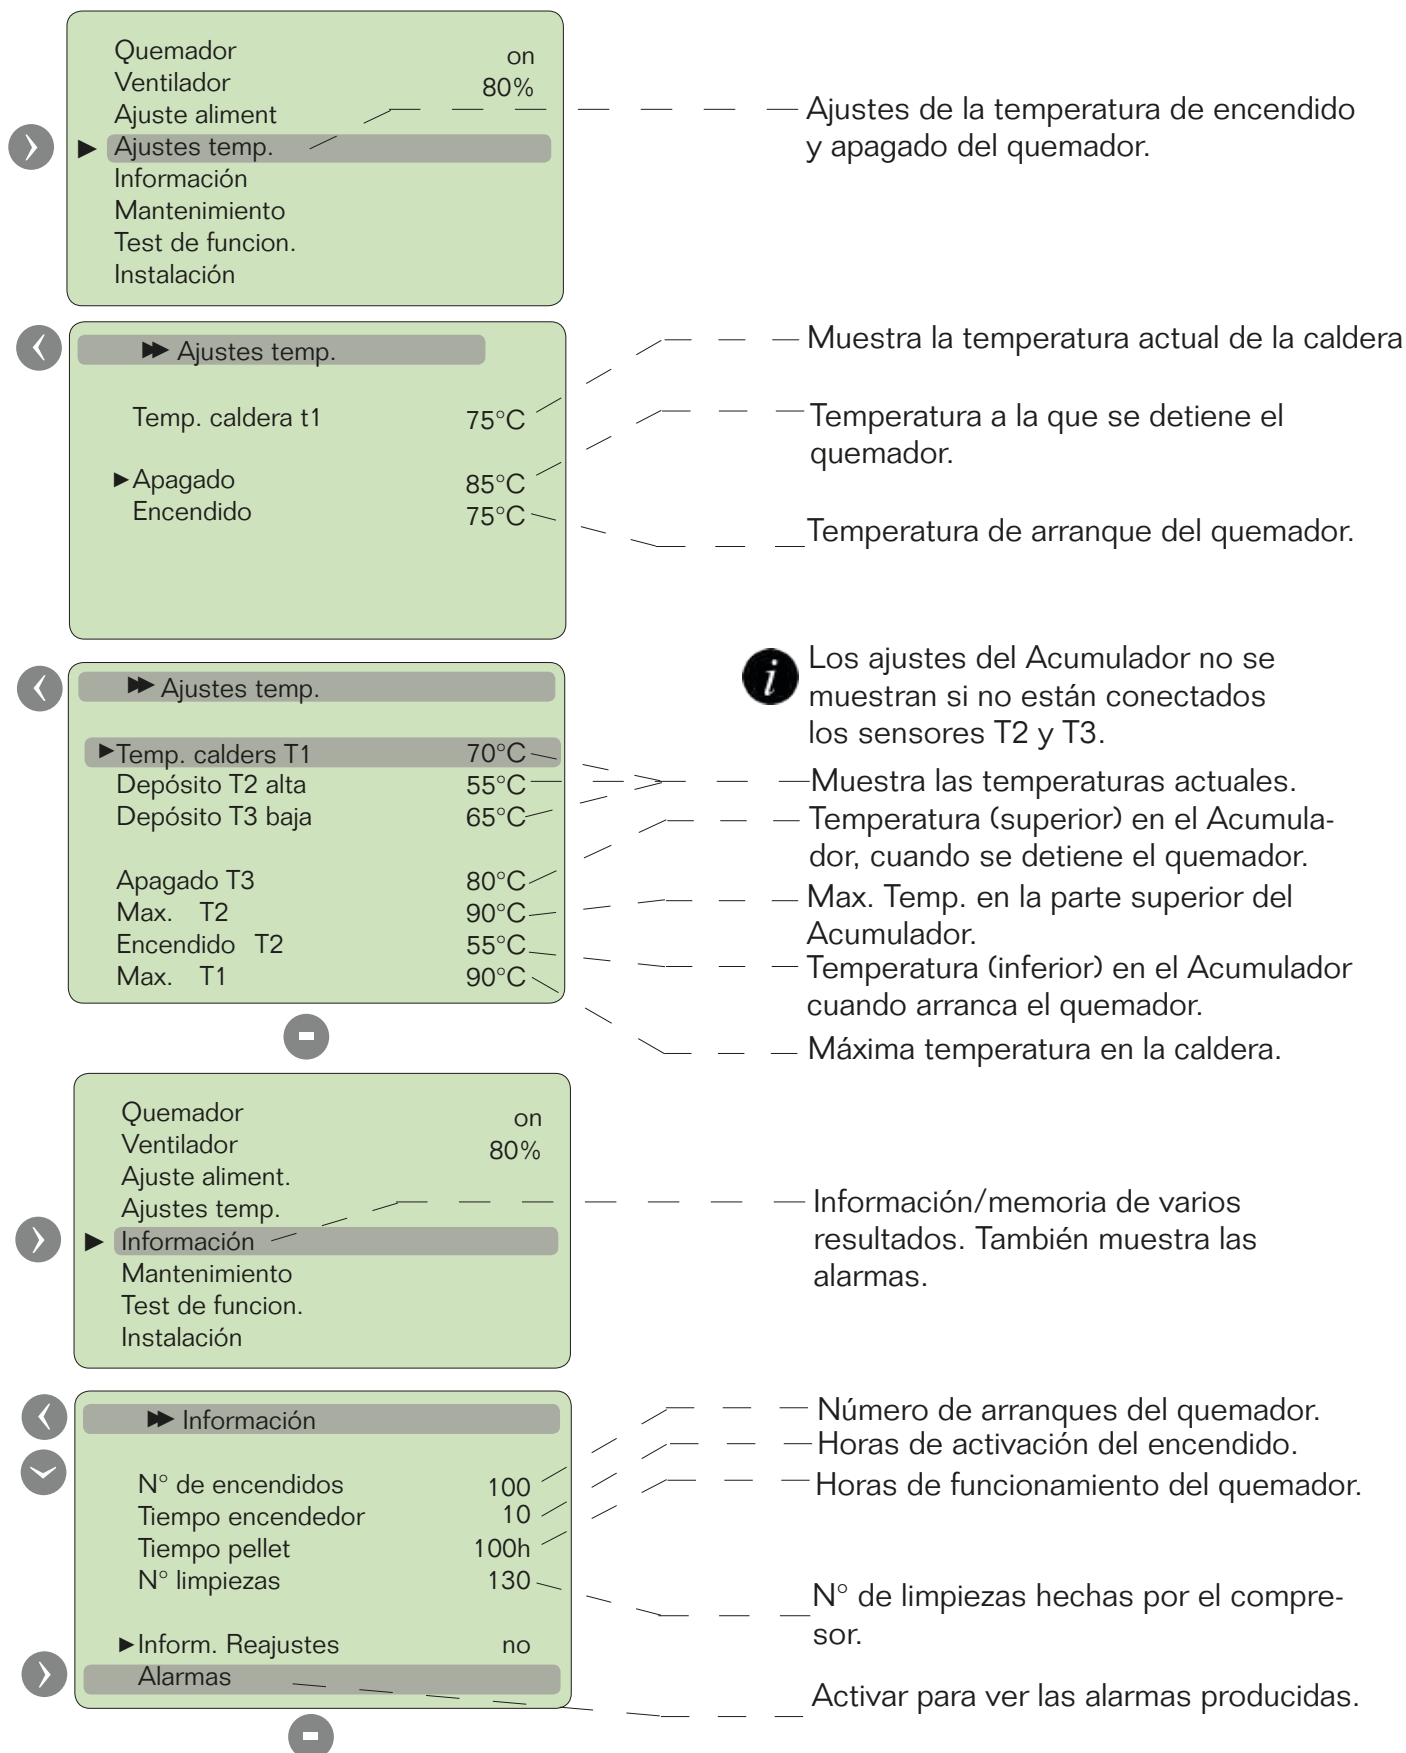 Quemador on
Ventilador 80%
Ajuste aliment
Ajustes temp.
Información
Mantenimiento
Test de funcion.
Instalación
Ajustes de la temperatura de encendido
y apagado del quemador.
Ajustes temp.
Temp. caldera t1 75°C
Apagado 85°C
Encendido 75°C
Muestra la temperatura actual de la caldera
Temperatura a la que se detiene el
quemador.
Temperatura de arranque del quemador.
Ajustes temp.
Temp. calders T1 70°C
Depósito T2 alta 55°C
Depósito T3 baja 65°C
Apagado T3 80°C
Max. T2 90°C
Encendido T2 55°C
Max. T1 90°C
-
i
Los ajustes del Acumulador no se
muestran si no están conectados
los sensores T2 y T3.
Muestra las temperaturas actuales.
Temperatura (superior) en el Acumula-
dor, cuando se detiene el quemador.
Max. Temp. en la parte superior del
Acumulador.
Temperatura (inferior) en el Acumulador
cuando arranca el quemador.
Máxima temperatura en la caldera.
Quemador on
Ventilador 80%
Ajuste aliment.
Ajustes temp.
Información
Mantenimiento
Test de funcion.
Instalación
Información/memoria de varios
resultados. También muestra las
alarmas.
Información
N° de encendidos 100
Tiempo encendedor 10
Tiempo pellet 100h
N° limpiezas 130
Inform. Reajustes no
Alarmas
-
Número de arranques del quemador.
Horas de activación del encendido.
Horas de funcionamiento del quemador.
N° de limpiezas hechas por el compre-
sor.
Activar para ver las alarmas producidas.